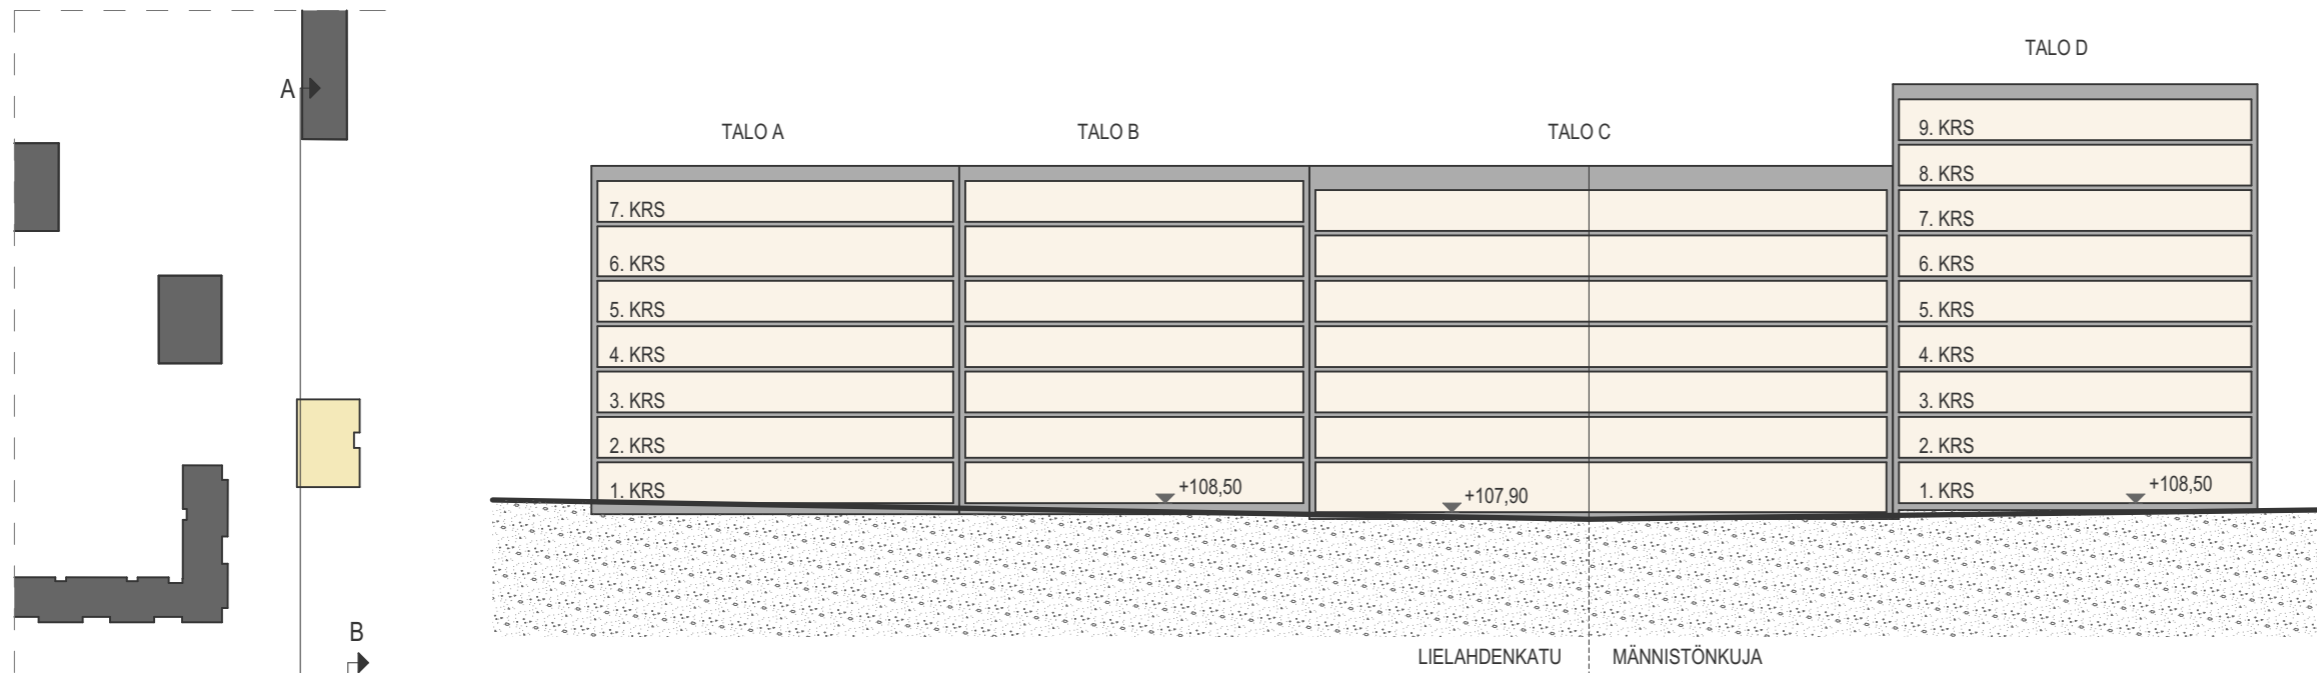 A
B
TALO A
TALO B
TALO C
TALO D
7. KRS
6. KRS
5. KRS
4. KRS
3. KRS
2. KRS
1. KRS
+108,50
+107,90
9. KRS
8. KRS
7. KRS
6. KRS
5. KRS
4. KRS
3. KRS
2. KRS
1. KRS
+108,50
LIELAHDENKATU
MÄNNISTÖNKUJA